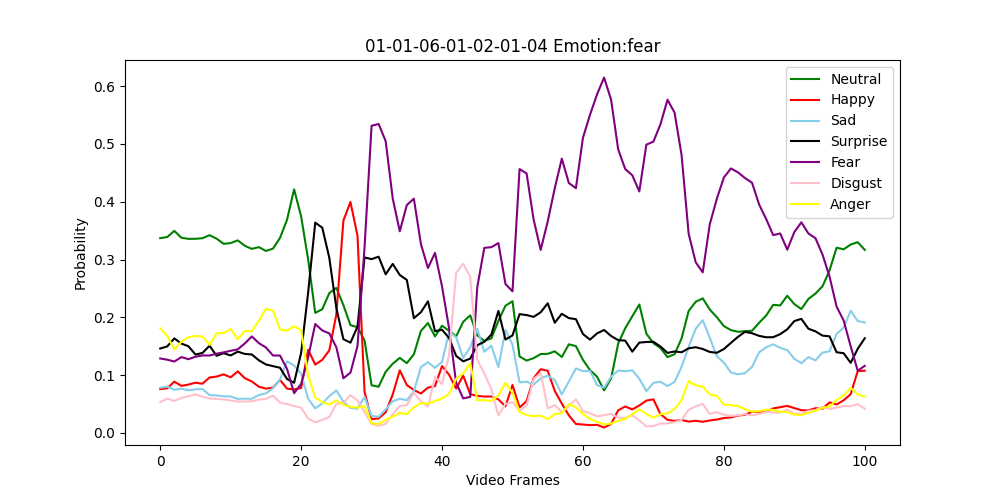 01-01-06-01-02-01-04 Emotion:fear
Probability
0.6
0.5
0.4
0.3
0.2
0.1
0.0
Neutral
Happy
Sad
Surprise
Fear
Disgust
Anger
0 20 40 60 80 100
Video Frames